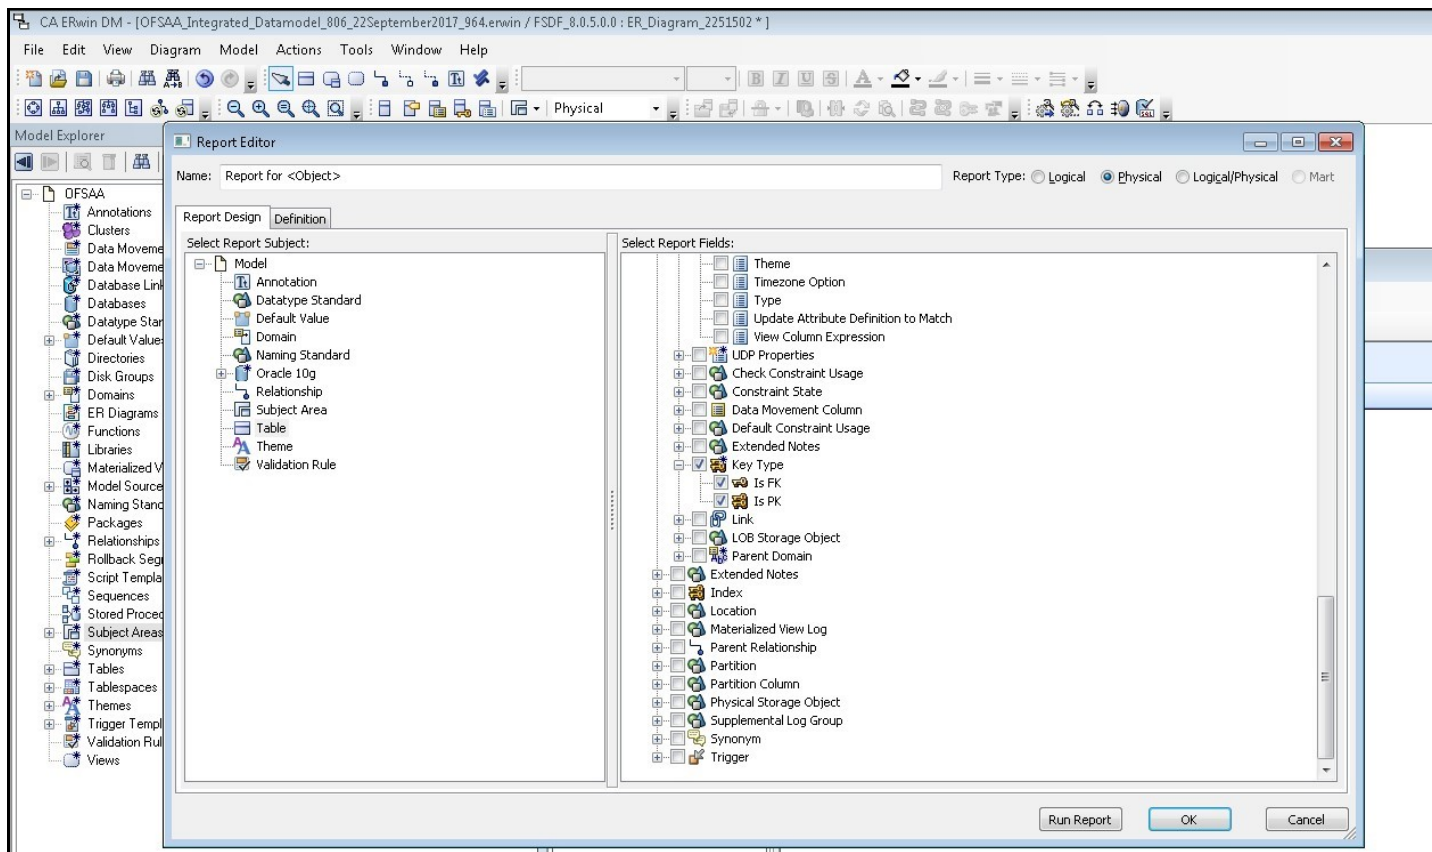 CA ERwin DM - [OFSAA_Integrated_Datamodel_806_22September2017_964.erwin / FSDF_8.0.5.0.0 : ER_Diagram_2251502 * ]
File Edit View Diagram Model Actions Tools Window Help
Physical
Model Explorer
OFSAA
Annotations
Clusters
Data Moveme
Data Moveme
Database Link
Databases
Datatype Star
Default Value
Directories
Disk Groups
Domains
ER Diagrams
Functions
Libraries
Materialized V
Model Source
Naming Stand
Packages
Relationships
Rollback Seg
Script Templa
Sequences
Stored Proced
Subject Areas
Synonyms
Tables
Tablespaces
Themes
Trigger Templ
Validation Rul
Views
Report Editor
Name: Report for <Object>
Report Type: Logical Physical Logical/Physical Mart
Report Design Definition
Select Report Subject:
Model
Annotation
Datatype Standard
Default Value
Domain
Naming Standard
Oracle 10g
Relationship
Subject Area
Table
Theme
Validation Rule
Select Report Fields:
Theme
Timezone Option
Type
Update Attribute Definition to Match
View Column Expression
UDP Properties
Check Constraint Usage
Constraint State
Data Movement Column
Default Constraint Usage
Extended Notes
Key Type
Is FK
Is PK
Link
LOB Storage Object
Parent Domain
Extended Notes
Index
Location
Materialized View Log
Parent Relationship
Partition
Partition Column
Physical Storage Object
Supplemental Log Group
Synonym
Trigger
Run Report OK Cancel